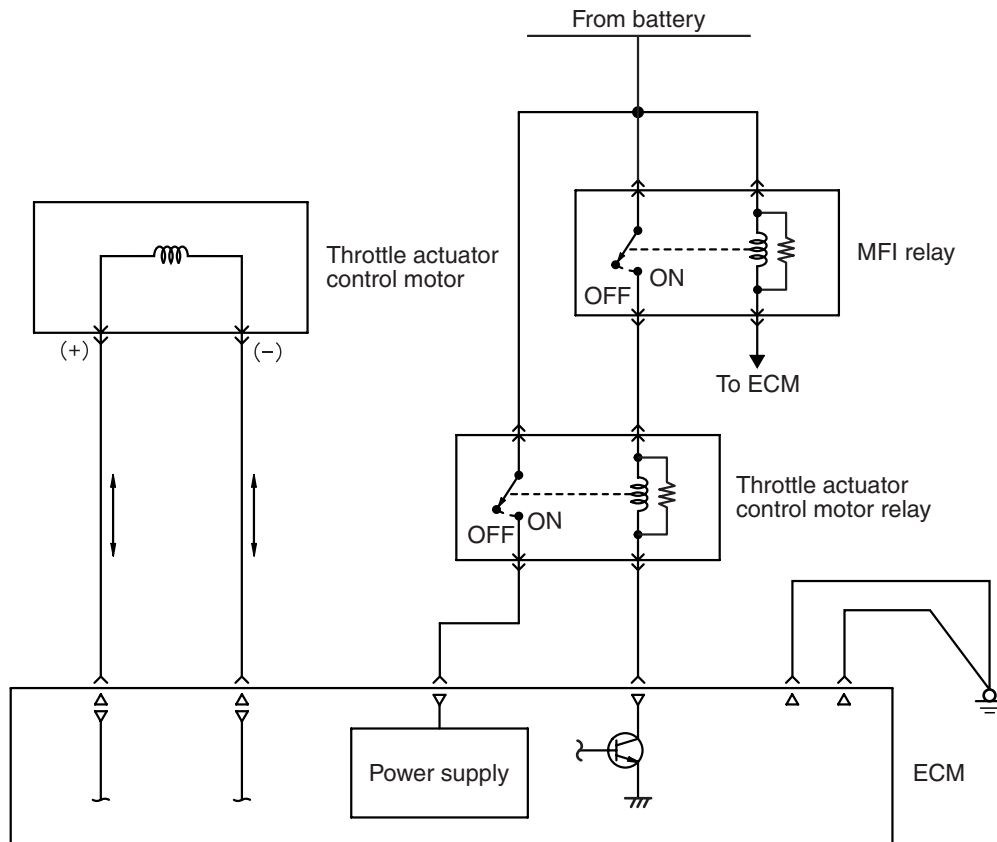 From battery
Throttle actuator
control motor
(+)
(−)
OFF
ON
MFI relay
To ECM
OFF
ON
Throttle actuator
control motor relay
Power supply
ECM